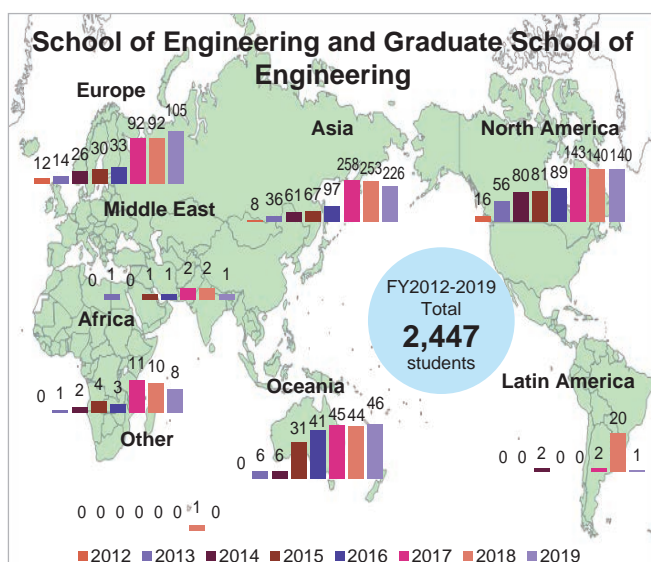 School of Engineering and Graduate School of
Engineering
Europe
12 14 26 30 33 92 92 105
Asia
8 36 61 67 97 258 253 226
North America
16 56 80 81 89 143 140 140
Middle East
0 1 0 1 1 2 2 1
FY2012-2019
Total
2,447
students
Africa
0 1 2 4 3 11 10 8
Oceania
0 6 6 31 41 45 44 46
Latin America
0 0 2 0 0 2 20 1
Other
0 0 0 0 0 0 1 0
2012 2013 2014 2015 2016 2017 2018 2019